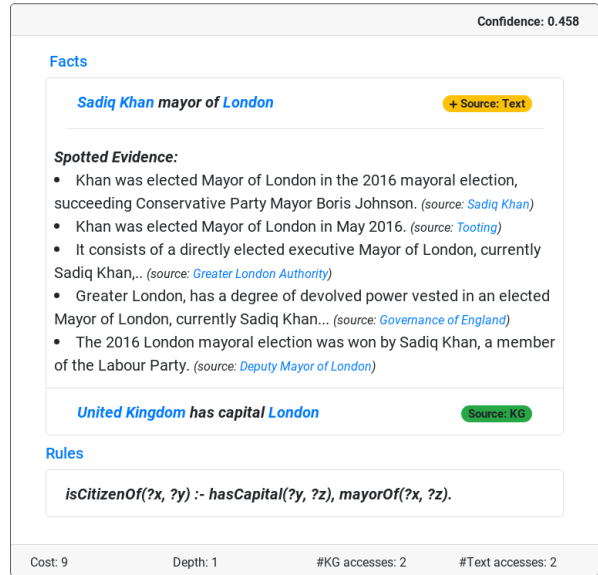 Confidence: 0.458
Facts
Sadiq Khan mayor of London
+ Source: Text
Spotted Evidence:
• Khan was elected Mayor of London in the 2016 mayoral election,
succeeding Conservative Party Mayor Boris Johnson. (source: Sadiq Khan)
• Khan was elected Mayor of London in May 2016. (source: Tooting)
• It consists of a directly elected executive Mayor of London, currently
Sadiq Khan,.. (source: Greater London Authority)
• Greater London, has a degree of devolved power vested in an elected
Mayor of London, currently Sadiq Khan... (source: Governance of England)
• The 2016 London mayoral election was won by Sadiq Khan, a member
of the Labour Party. (source: Deputy Mayor of London)
United Kingdom has capital London
Source: KG
Rules
isCitizenOf(?x, ?y) :- hasCapital(?y, ?z), mayorOf(?x, ?z).
Cost: 9
Depth: 1
#KG accesses: 2
#Text accesses: 2